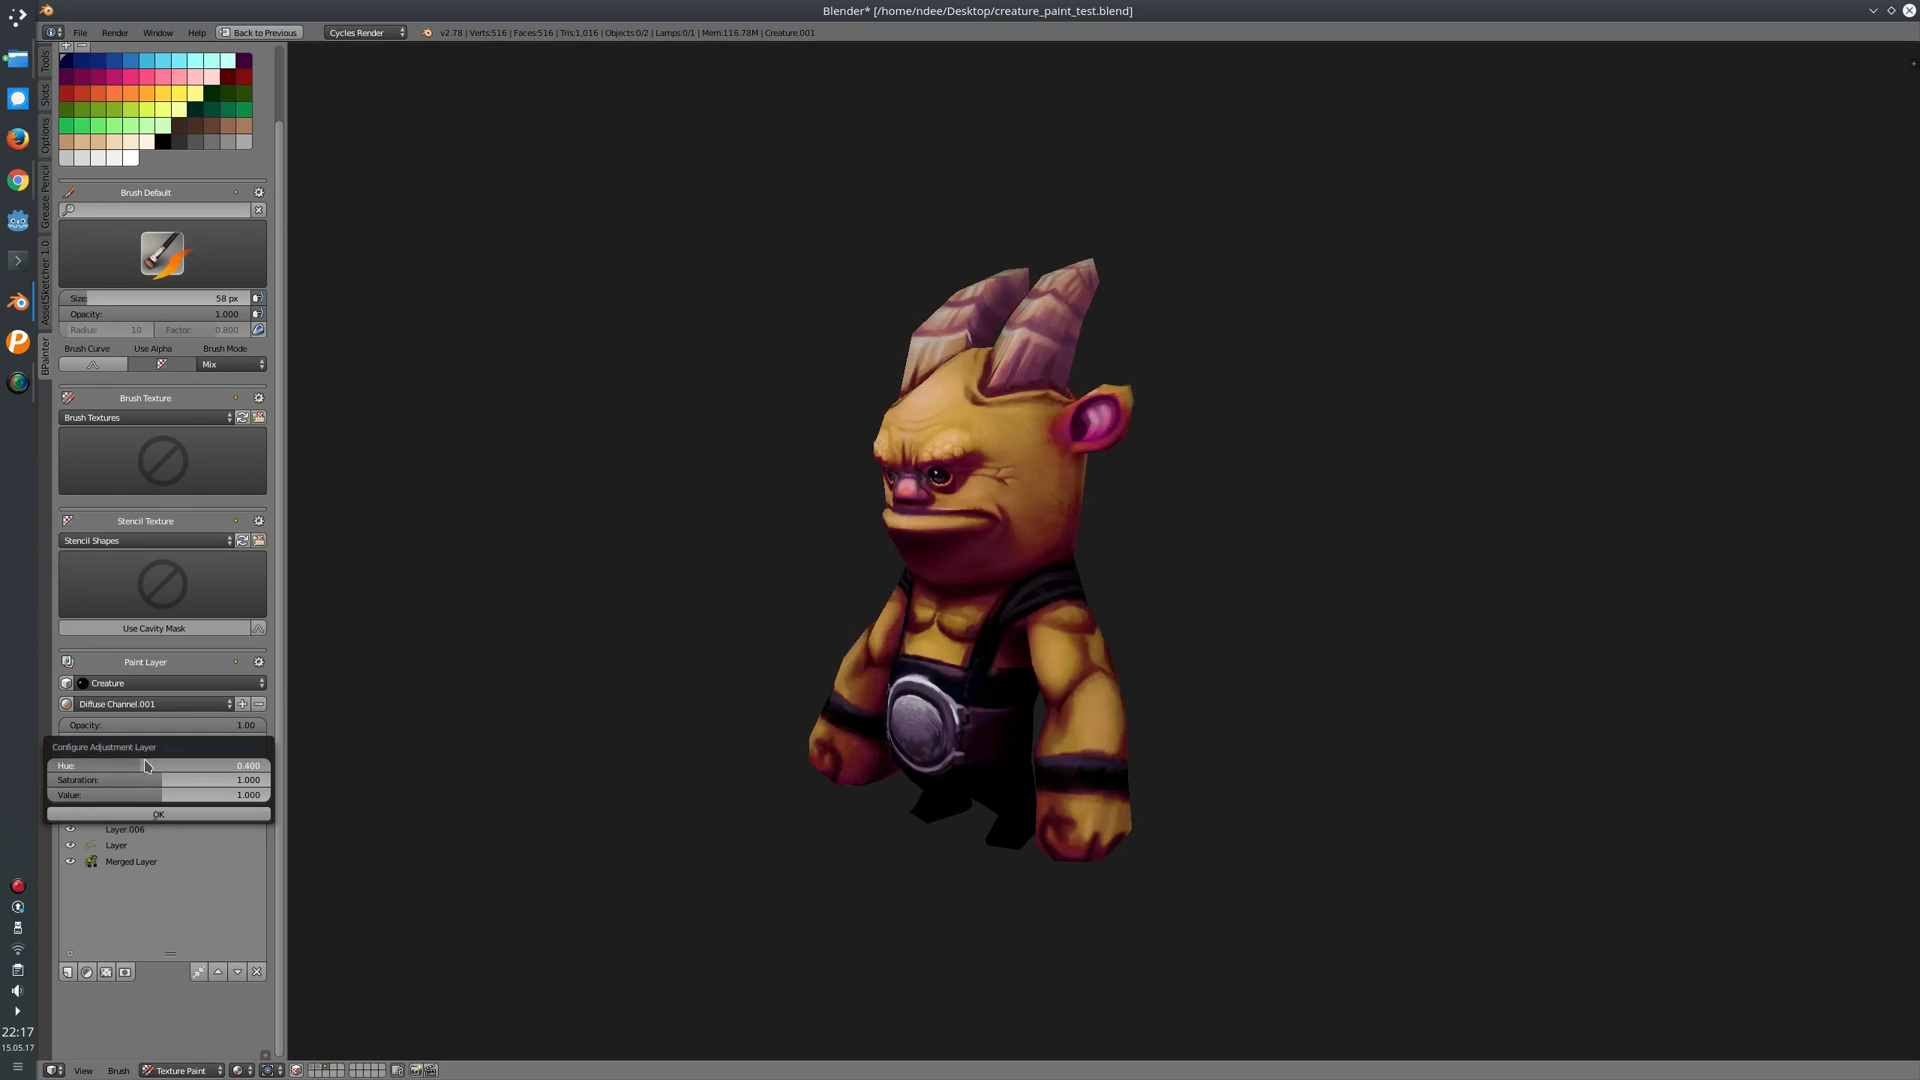 Blender* [/home/ndee/Desktop/creature_paint_test.blend]
File Render Window Help Back to Previous Cycles Render v2.78 | Verts:516 | Faces:516 | Tris:1,016 | Objects:0/2 | Lamps:0/1 | Mem:116.78M | Creature.001
Tools
Slots
Options
Grease Pencil
AssetSketcher 1.0
BPainter
Brush Default
Size: 58 px
Opacity: 1.000
Radius: 10 Factor: 0.800
Brush Curve Use Alpha Brush Mode
Mix
Brush Texture
Brush Textures
Stencil Texture
Stencil Shapes
Use Cavity Mask
Paint Layer
Creature
Diffuse Channel.001
Opacity: 1.00
Configure Adjustment Layer
Hue: 0.400
Saturation: 1.000
Value: 1.000
OK
Layer.006
Layer
Merged Layer
22:17
15.05.17
View Brush Texture Paint